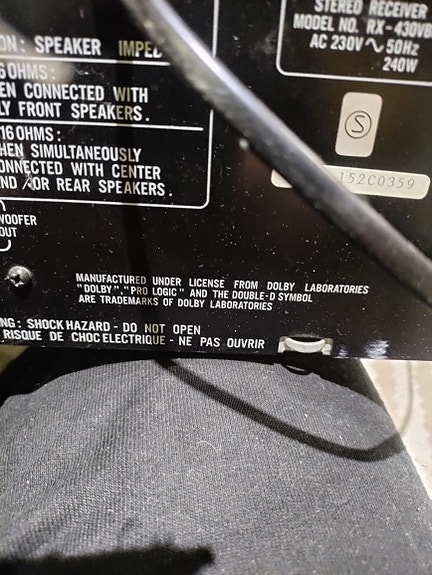 STEREO RECEIVER
MODEL NO. RX-430VB
AC 230V ~ 50Hz
240W
ON: SPEAKER IMPED
6 OHMS:
EN CONNECTED WITH
LY FRONT SPEAKERS.
16 OHMS:
HEN SIMULTANEOUSLY
ONNECTED WITH CENTER
ND /OR REAR SPEAKERS.
S
152C0359
WOOFER
OUT
MANUFACTURED UNDER LICENSE FROM DOLBY LABORATORIES
"DOLBY", "PRO LOGIC" AND THE DOUBLE-D SYMBOL
ARE TRADEMARKS OF DOLBY LABORATORIES
NG: SHOCK HAZARD - DO NOT OPEN
RISQUE DE CHOC ELECTRIQUE - NE PAS OUVRIR